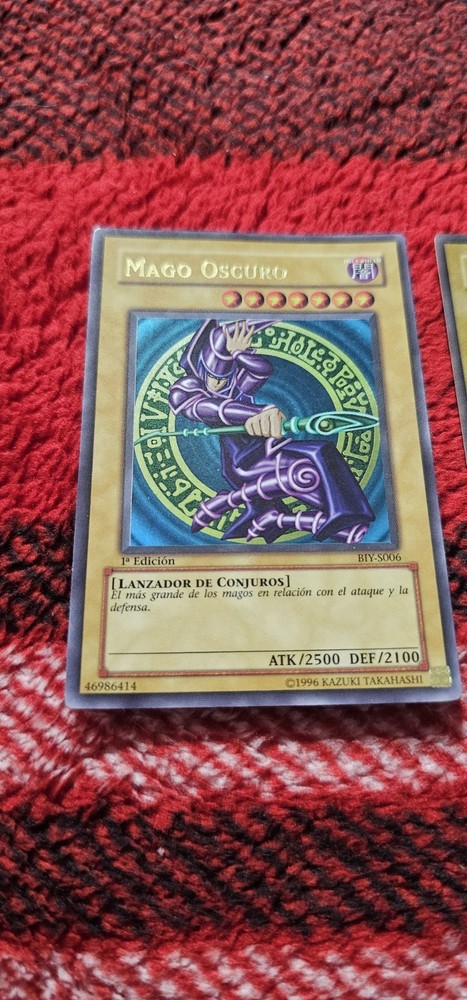 Mago Oscuro
闇
1ª Edición
BIY-S006
[Lanzador de Conjuros]
El más grande de los magos en relación con el ataque y la
defensa.
ATK/2500 DEF/2100
46986414
©1996 KAZUKI TAKAHASHI